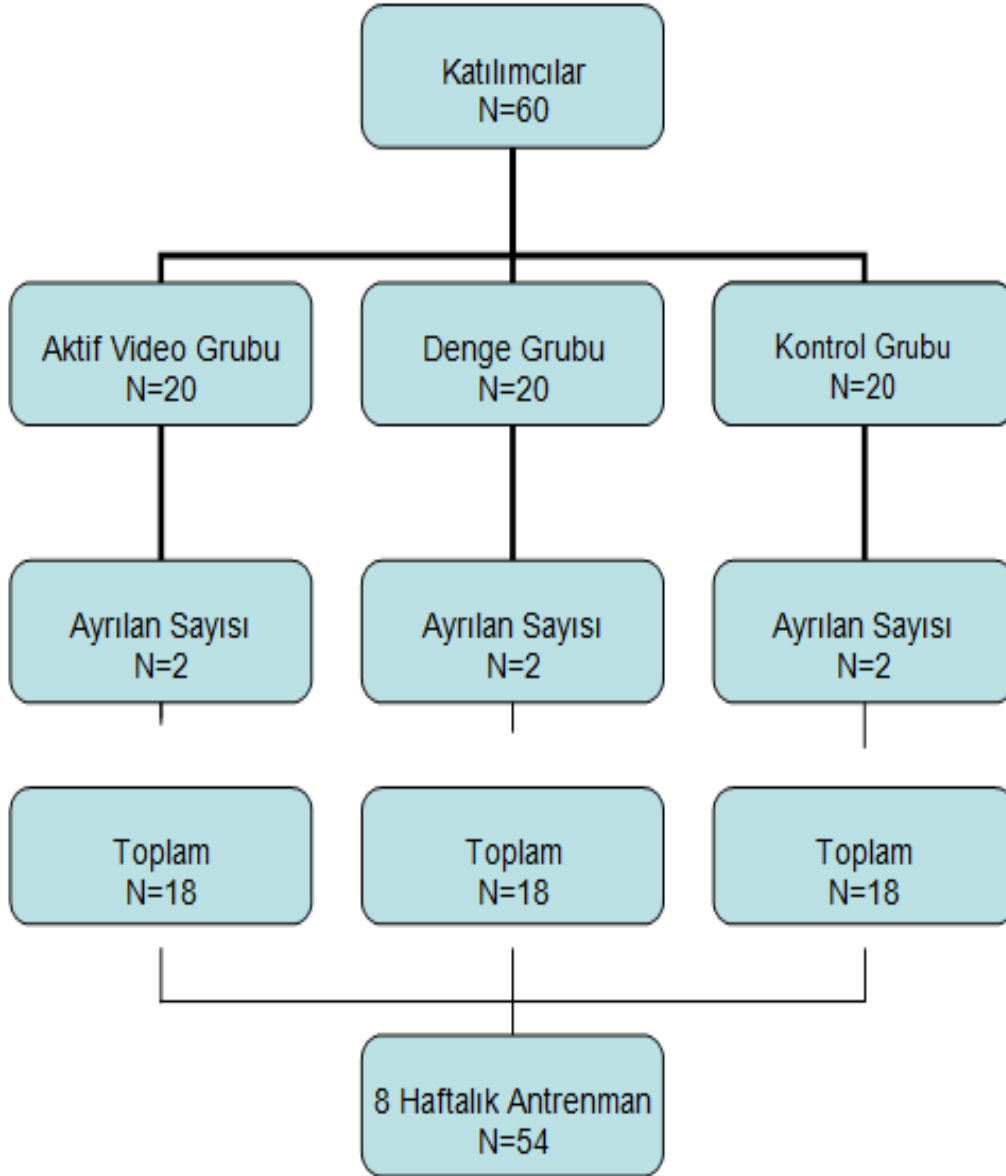 Katılımcılar
N=60
Aktif Video Grubu
N=20
Denge Grubu
N=20
Kontrol Grubu
N=20
Ayrılan Sayısı
N=2
Ayrılan Sayısı
N=2
Ayrılan Sayısı
N=2
Toplam
N=18
Toplam
N=18
Toplam
N=18
8 Haftalık Antrenman
N=54